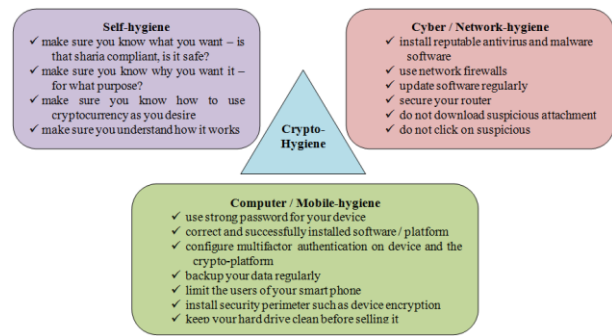 Self-hygiene
✓ make sure you know what you want – is
that sharia compliant, is it safe?
✓ make sure you know why you want it –
for what purpose?
✓ make sure you know how to use
cryptocurrency as you desire
✓ make sure you understand how it works
Cyber / Network-hygiene
✓ install reputable antivirus and malware
software
✓ use network firewalls
✓ update software regularly
✓ secure your router
✓ do not download suspicious attachment
✓ do not click on suspicious
Crypto-
Hygiene
Computer / Mobile-hygiene
✓ use strong password for your device
✓ correct and successfully installed software / platform
✓ configure multifactor authentication on device and the
crypto-platform
✓ backup your data regularly
✓ limit the users of your smart phone
✓ install security perimeter such as device encryption
✓ keep your hard drive clean before selling it